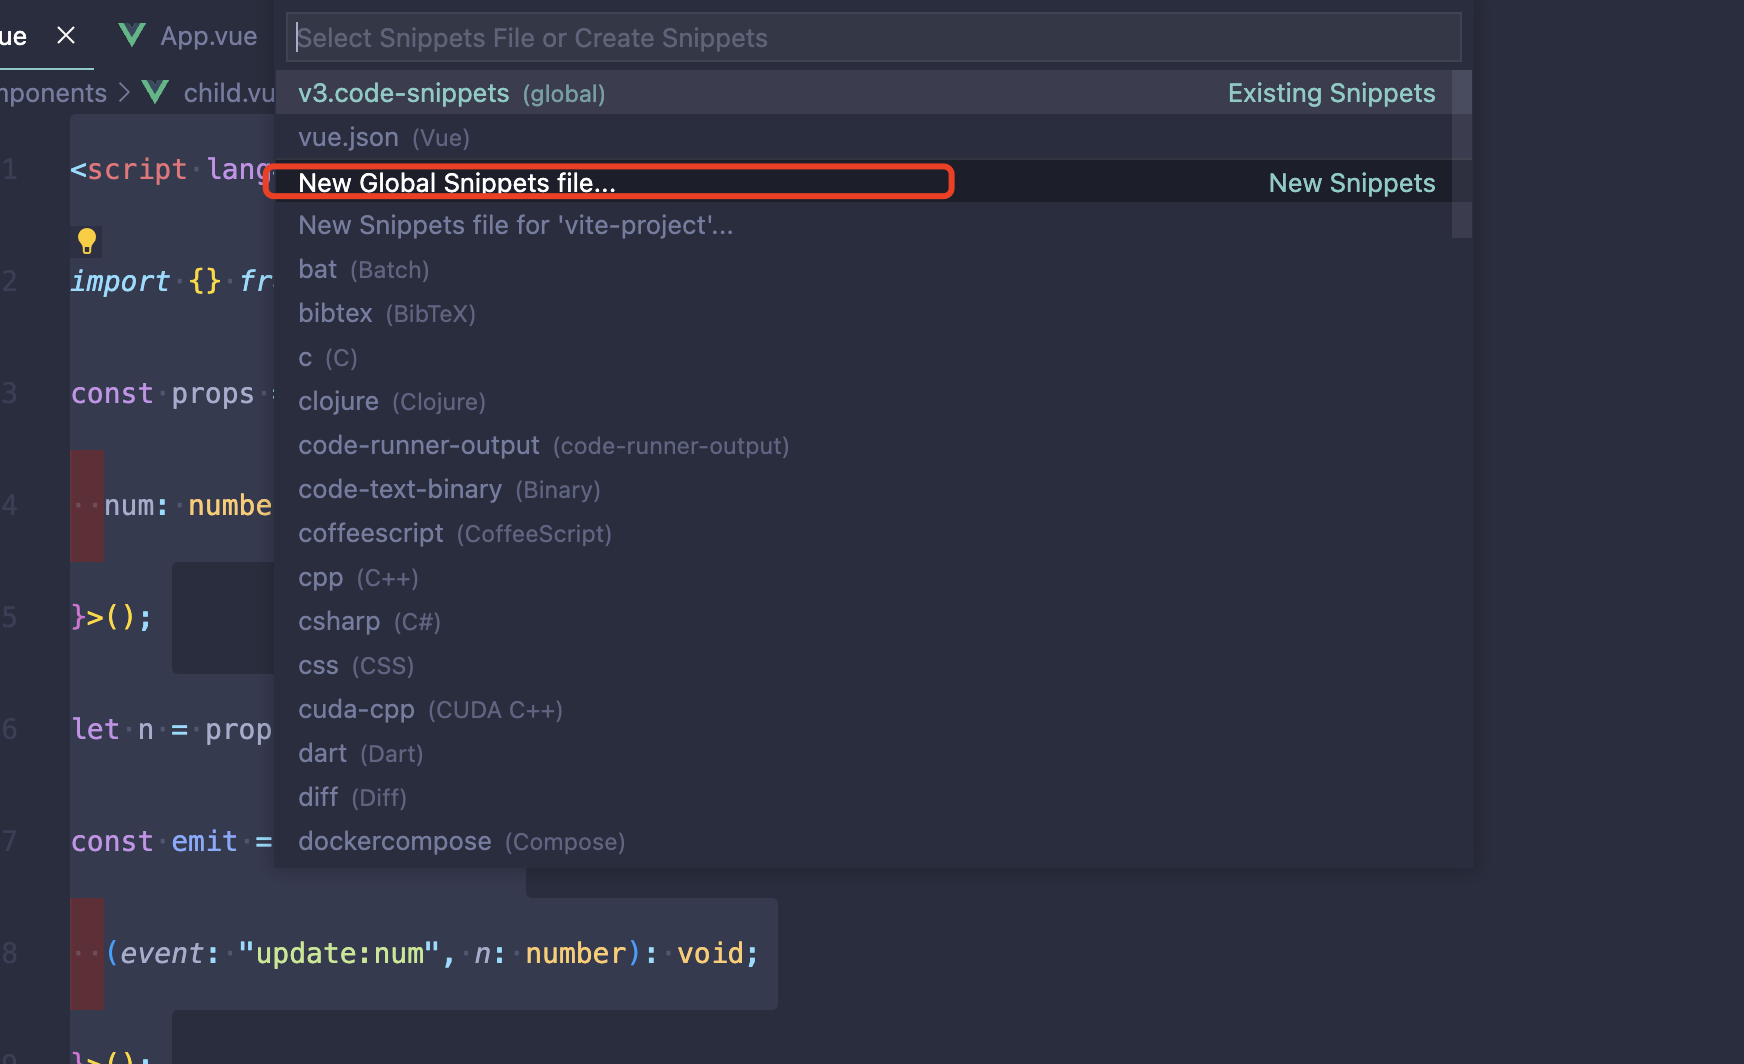 ue × App.vue
Select Snippets File or Create Snippets
mponents > child.vu
v3.code-snippets (global) Existing Snippets
vue.json (Vue)
1 <script lang
New Global Snippets file... New Snippets
New Snippets file for 'vite-project'...
bat (Batch)
2 import {} fr
bibtex (BibTeX)
c (C)
3 const props =
clojure (Clojure)
code-runner-output (code-runner-output)
code-text-binary (Binary)
4 num: numbe
coffeescript (CoffeeScript)
cpp (C++)
5 }>();
csharp (C#)
css (CSS)
cuda-cpp (CUDA C++)
6 let n = prop
dart (Dart)
diff (Diff)
7 const emit =
dockercompose (Compose)
8 (event: "update:num", n: number): void;
9 }>();